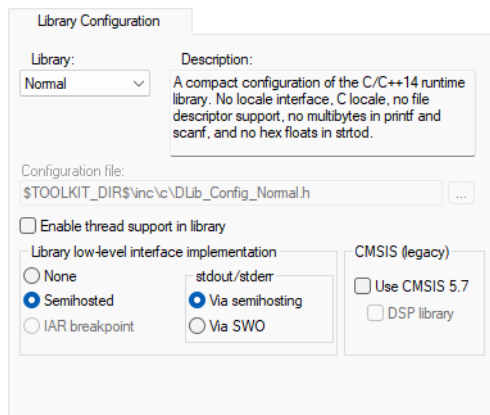 Library Configuration
Library:
Description:
Normal
A compact configuration of the C/C++14 runtime
library. No locale interface, C locale, no file
descriptor support, no multibytes in printf and
scanf, and no hex floats in strtod.
Configuration file:
$TOOLKIT_DIR$\inc\c\DLib_Config_Normal.h
...
Enable thread support in library
Library low-level interface implementation
None
Semihosted
IAR breakpoint
stdout/stderr
Via semihosting
Via SWO
CMSIS (legacy)
Use CMSIS 5.7
DSP library